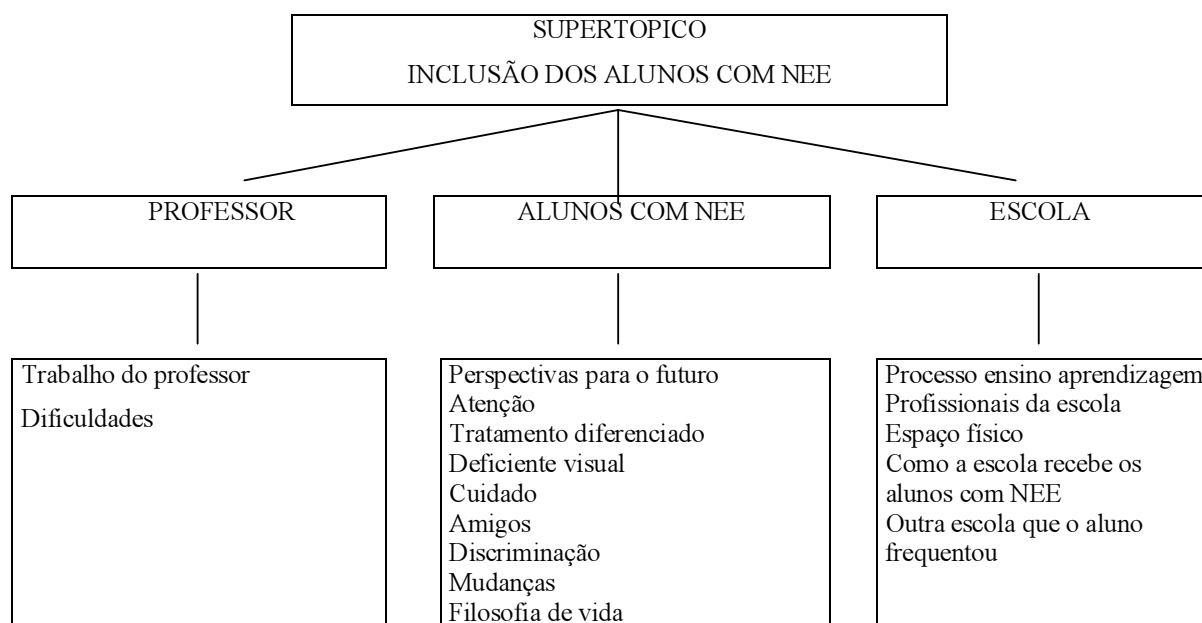 SUPERTOPICO
INCLUSÃO DOS ALUNOS COM NEE
PROFESSOR
ALUNOS COM NEE
ESCOLA
Trabalho do professor
Dificuldades
Perspectivas para o futuro
Atenção
Tratamento diferenciado
Deficiente visual
Cuidado
Amigos
Discriminação
Mudanças
Filosofia de vida
Processo ensino aprendizagem
Profissionais da escola
Espaço físico
Como a escola recebe os
alunos com NEE
Outra escola que o aluno
frequentou